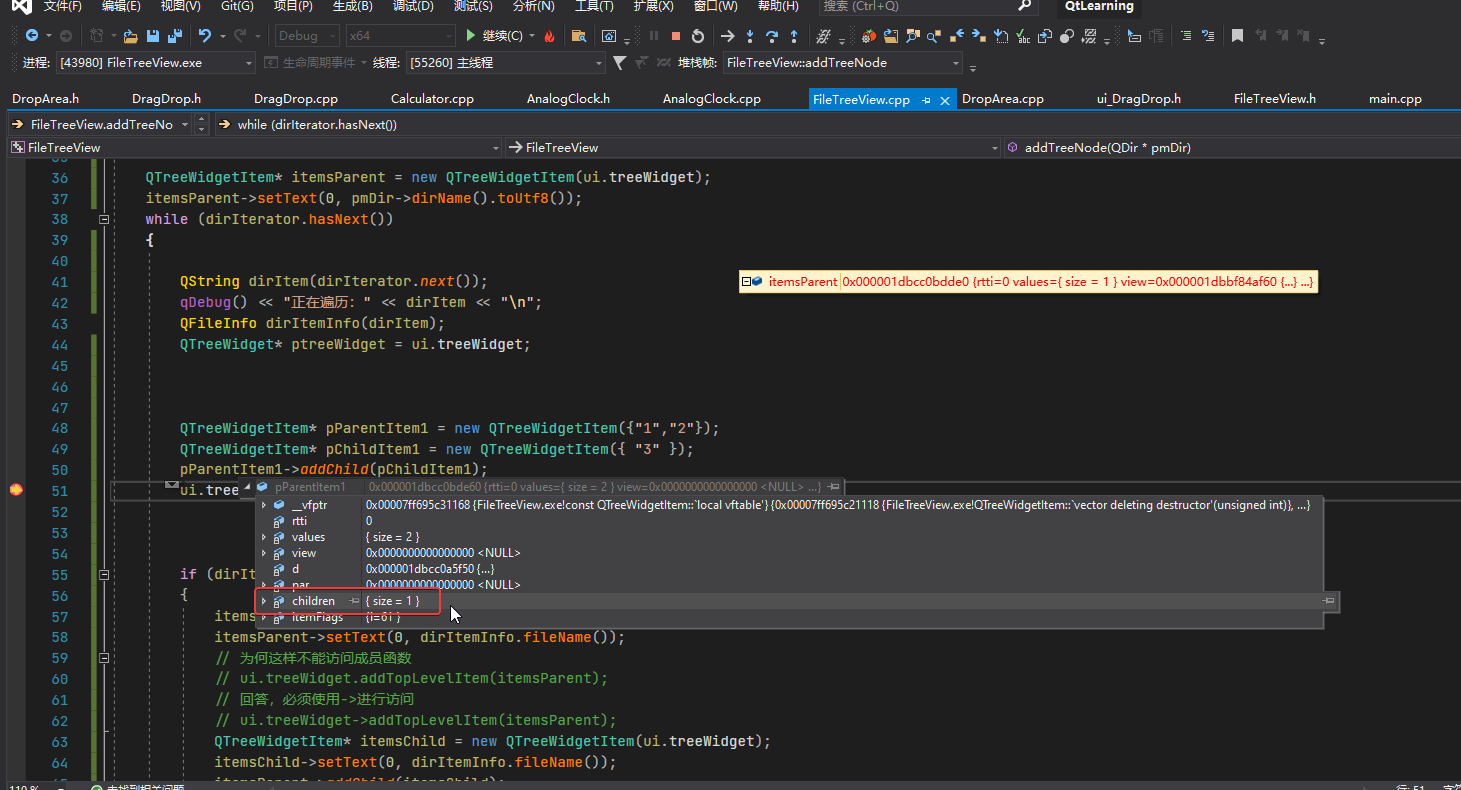 文件(F) 编辑(E) 视图(V) Git(G) 项目(P) 生成(B) 调试(D) 测试(S) 分析(N) 工具(T) 扩展(X) 窗口(W) 帮助(H) 搜索 (Ctrl+Q) QtLearning
Debug x64 继续(C)
进程: [43980] FileTreeView.exe 生命周期事件 线程: [55260] 主线程 堆栈帧: FileTreeView::addTreeNode
DropArea.h DragDrop.h DragDrop.cpp Calculator.cpp AnalogClock.h AnalogClock.cpp FileTreeView.cpp DropArea.cpp ui_DragDrop.h FileTreeView.h main.cpp
FileTreeView.addTreeNo while (dirIterator.hasNext())
FileTreeView FileTreeView addTreeNode(QDir * pmDir)
36 QTreeWidgetItem* itemsParent = new QTreeWidgetItem(ui.treeWidget);
37 itemsParent->setText(0, pmDir->dirName().toUtf8());
38 while (dirIterator.hasNext())
39 {
40
41 QString dirItem(dirIterator.next());
itemsParent 0x000001dbcc0bdde0 {rtti=0 values={ size = 1 } view=0x000001dbbf84af60 {...} ...}
42 qDebug() << "正在遍历: " << dirItem << "\n";
43 QFileInfo dirItemInfo(dirItem);
44 QTreeWidget* ptreeWidget = ui.treeWidget;
45
46
47
48 QTreeWidgetItem* pParentItem1 = new QTreeWidgetItem({"1","2"});
49 QTreeWidgetItem* pChildItem1 = new QTreeWidgetItem({ "3" });
50 pParentItem1->addChild(pChildItem1);
51 ui.tree pParentItem1 0x000001dbcc0bde60 {rtti=0 values={ size = 2 } view=0x0000000000000000 <NULL> ...}
52 __vfptr 0x00007ff695c31168 {FileTreeView.exe!const QTreeWidgetItem::`local vftable'} {0x00007ff695c21118 {FileTreeView.exe!QTreeWidgetItem::`vector deleting destructor'(unsigned int)}, ...}
rtti 0
53 values { size = 2 }
54 view 0x0000000000000000 <NULL>
d 0x000001dbcc0a5f50 {...}
55 if (dirIt
par 0x0000000000000000 <NULL>
56 { children { size = 1 }
57 items itemFlags {i=61 }
58 itemsParent->setText(0, dirItemInfo.fileName());
59 // 为何这样不能访问成员函数
60 // ui.treeWidget.addTopLevelItem(itemsParent);
61 // 回答，必须使用->进行访问
62 // ui.treeWidget->addTopLevelItem(itemsParent);
63 QTreeWidgetItem* itemsChild = new QTreeWidgetItem(ui.treeWidget);
64 itemsChild->setText(0, dirItemInfo.fileName());
itemsParent->addChild(itemsChild);
110 % 未找到相关问题 行: 51